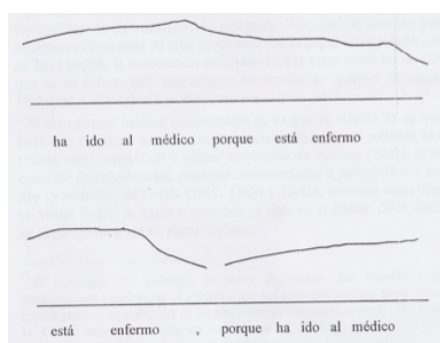 ha ido al médico porque está enfermo
está enfermo , porque ha ido al médico